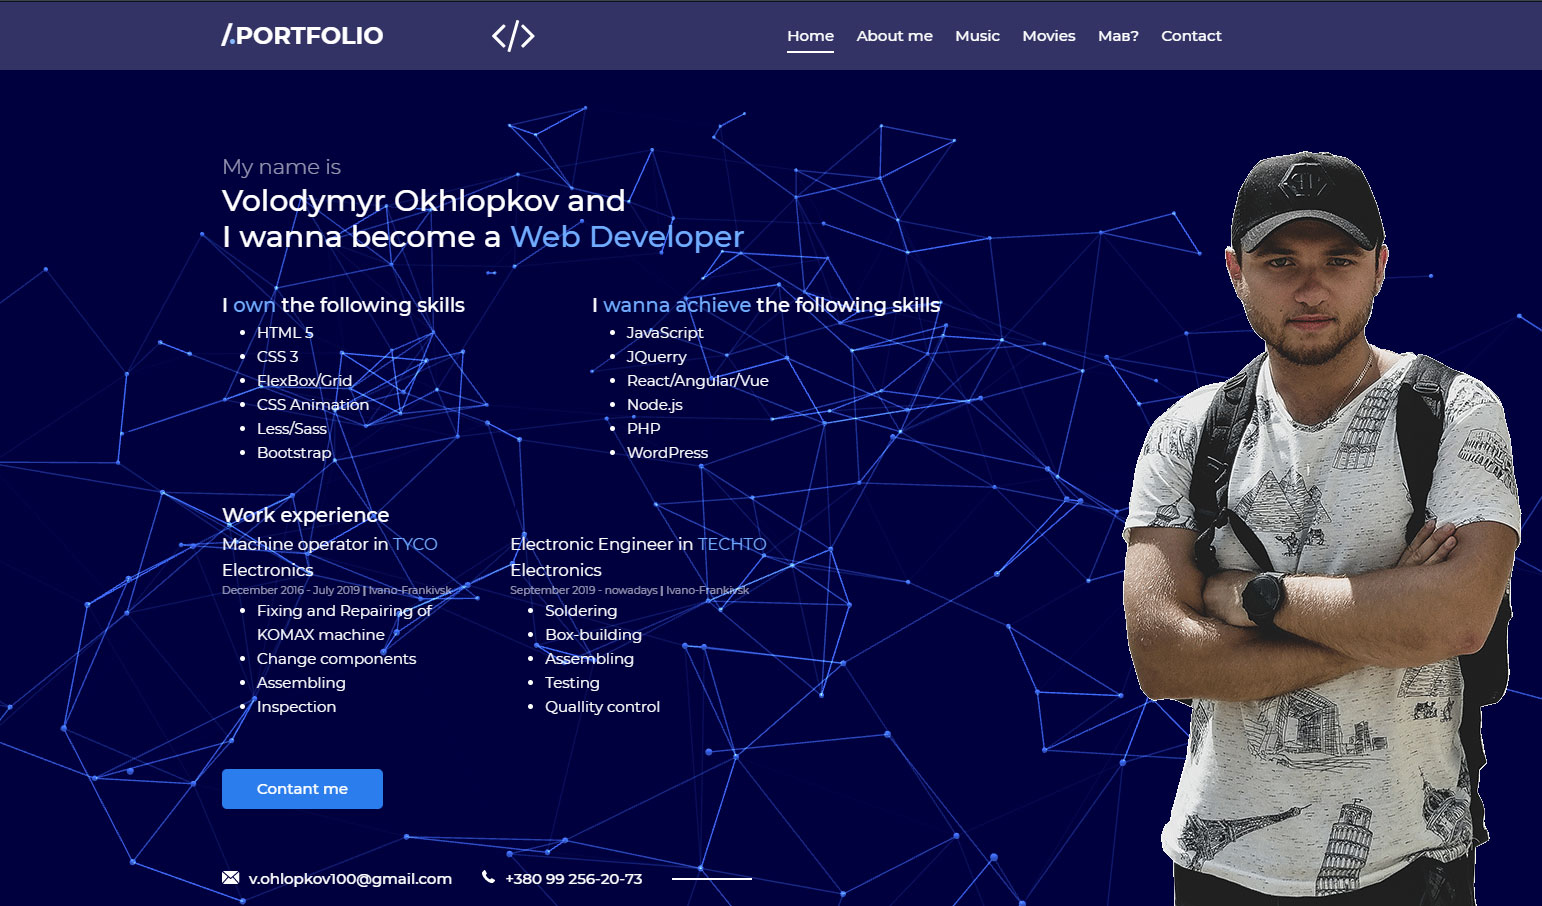 /.PORTFOLIO
</>
Home About me Music Movies Мав? Contact
My name is
Volodymyr Okhlopkov and
I wanna become a Web Developer
I own the following skills
HTML 5
CSS 3
FlexBox/Grid
CSS Animation
Less/Sass
Bootstrap
I wanna achieve the following skills
JavaScript
JQuerry
React/Angular/Vue
Node.js
PHP
WordPress
Work experience
Machine operator in TYCO
Electronics
December 2016 - July 2019 | Ivano-Frankivsk
Fixing and Repairing of
KOMAX machine
Change components
Assembling
Inspection
Electronic Engineer in TECHTO
Electronics
September 2019 - nowadays | Ivano-Frankivsk
Soldering
Box-building
Assembling
Testing
Quallity control
Contant me
v.ohlopkov100@gmail.com +380 99 256-20-73